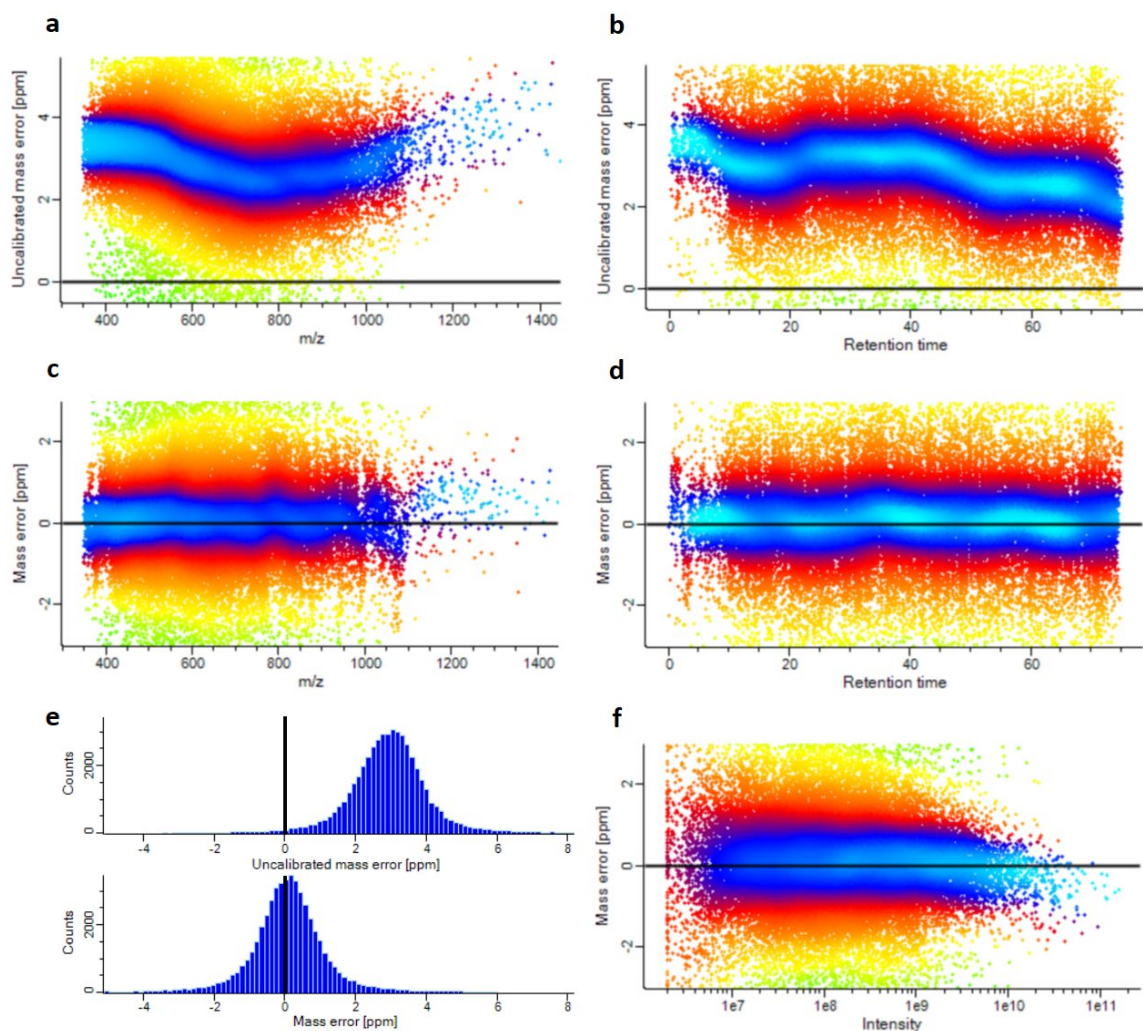 a
Uncalibrated mass error [ppm]
4
2
0
400 600 800 1000 1200 1400
m/z
b
Uncalibrated mass error [ppm]
4
2
0
0 20 40 60
Retention time
c
Mass error [ppm]
2
0
-2
400 600 800 1000 1200 1400
m/z
d
Mass error [ppm]
2
0
-2
0 20 40 60
Retention time
e
Counts
2000
0
-4 -2 0 2 4 6 8
Uncalibrated mass error [ppm]
Counts
2000
0
-4 -2 0 2 4 6 8
Mass error [ppm]
f
Mass error [ppm]
2
0
-2
1e7 1e8 1e9 1e10 1e11
Intensity